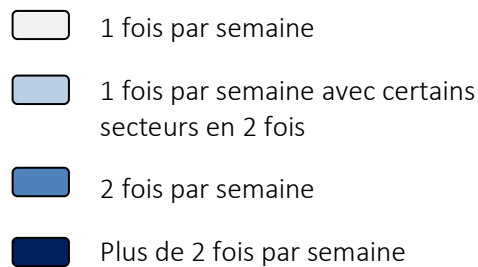 1 fois par semaine
1 fois par semaine avec certains
secteurs en 2 fois
2 fois par semaine
Plus de 2 fois par semaine